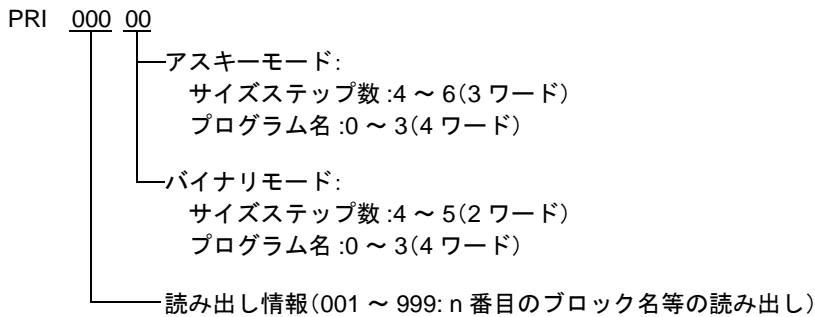 PRI 000 00
アスキーモード:
サイズステップ数 :4 ～ 6(3 ワード)
プログラム名 :0 ～ 3(4 ワード)
バイナリモード:
サイズステップ数 :4 ～ 5(2 ワード)
プログラム名 :0 ～ 3(4 ワード)
読み出し情報(001 ～ 999: n 番目のブロック名等の読み出し)